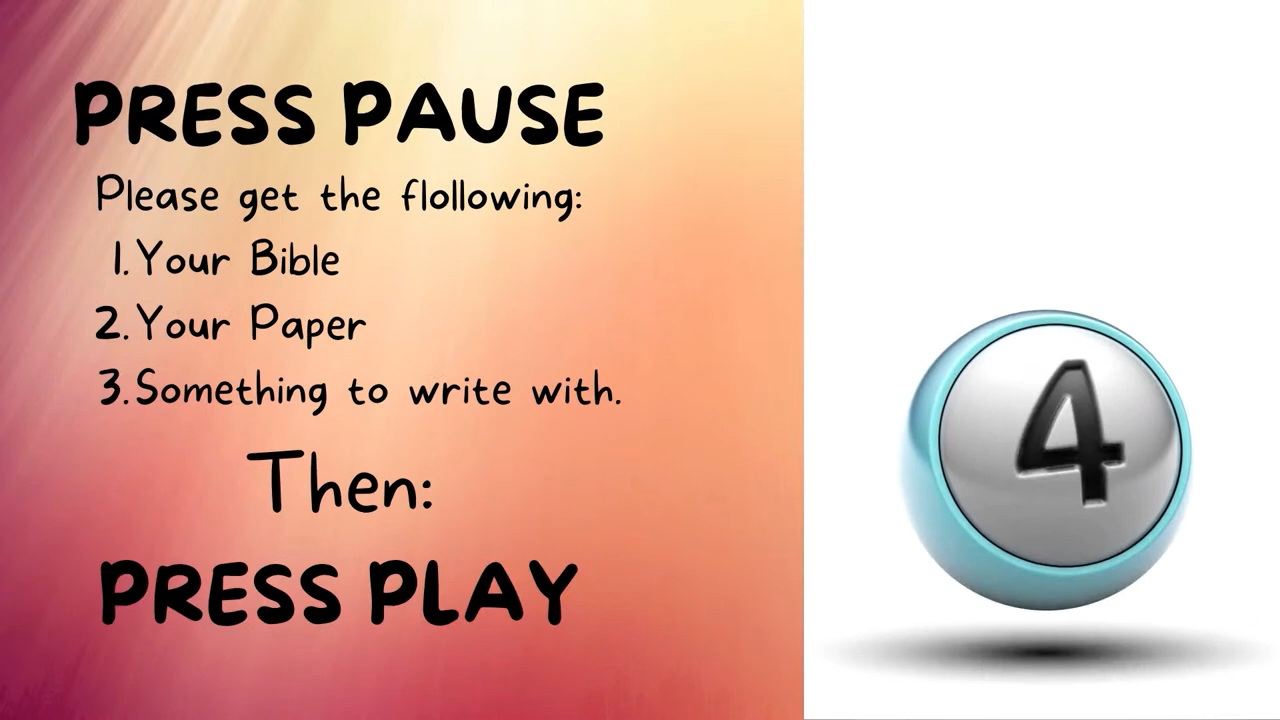 PRESS PAUSE
Please get the flollowing:
1. Your Bible
2. Your Paper
3. Something to write with.
Then:
PRESS PLAY
4